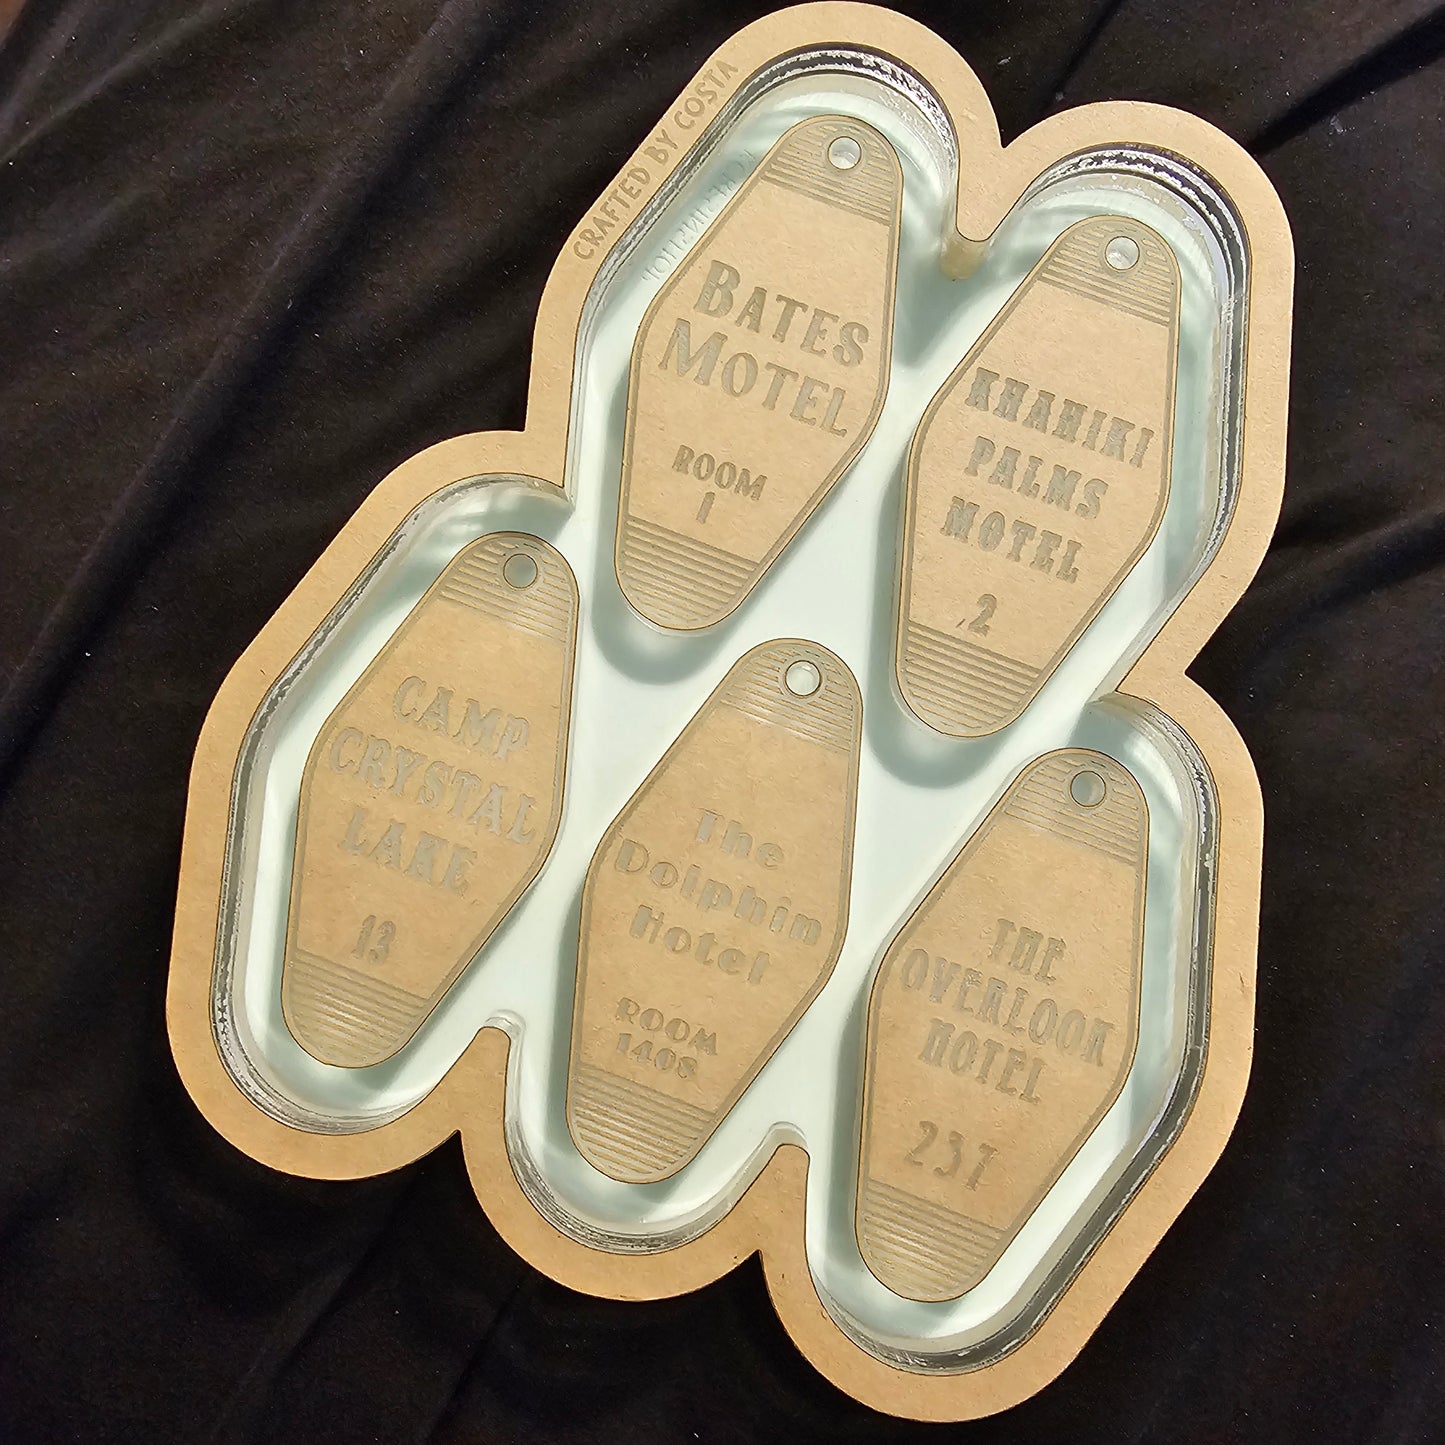 CRAFTED BY COSTA
BATES
MOTEL
ROOM
1
KHAHIKI
PALMS
MOTEL
2
CAMP
CRYSTAL
LAKE
13
The
Dolphin
Hotel
ROOM
1408
THE
OVERLOOK
HOTEL
237